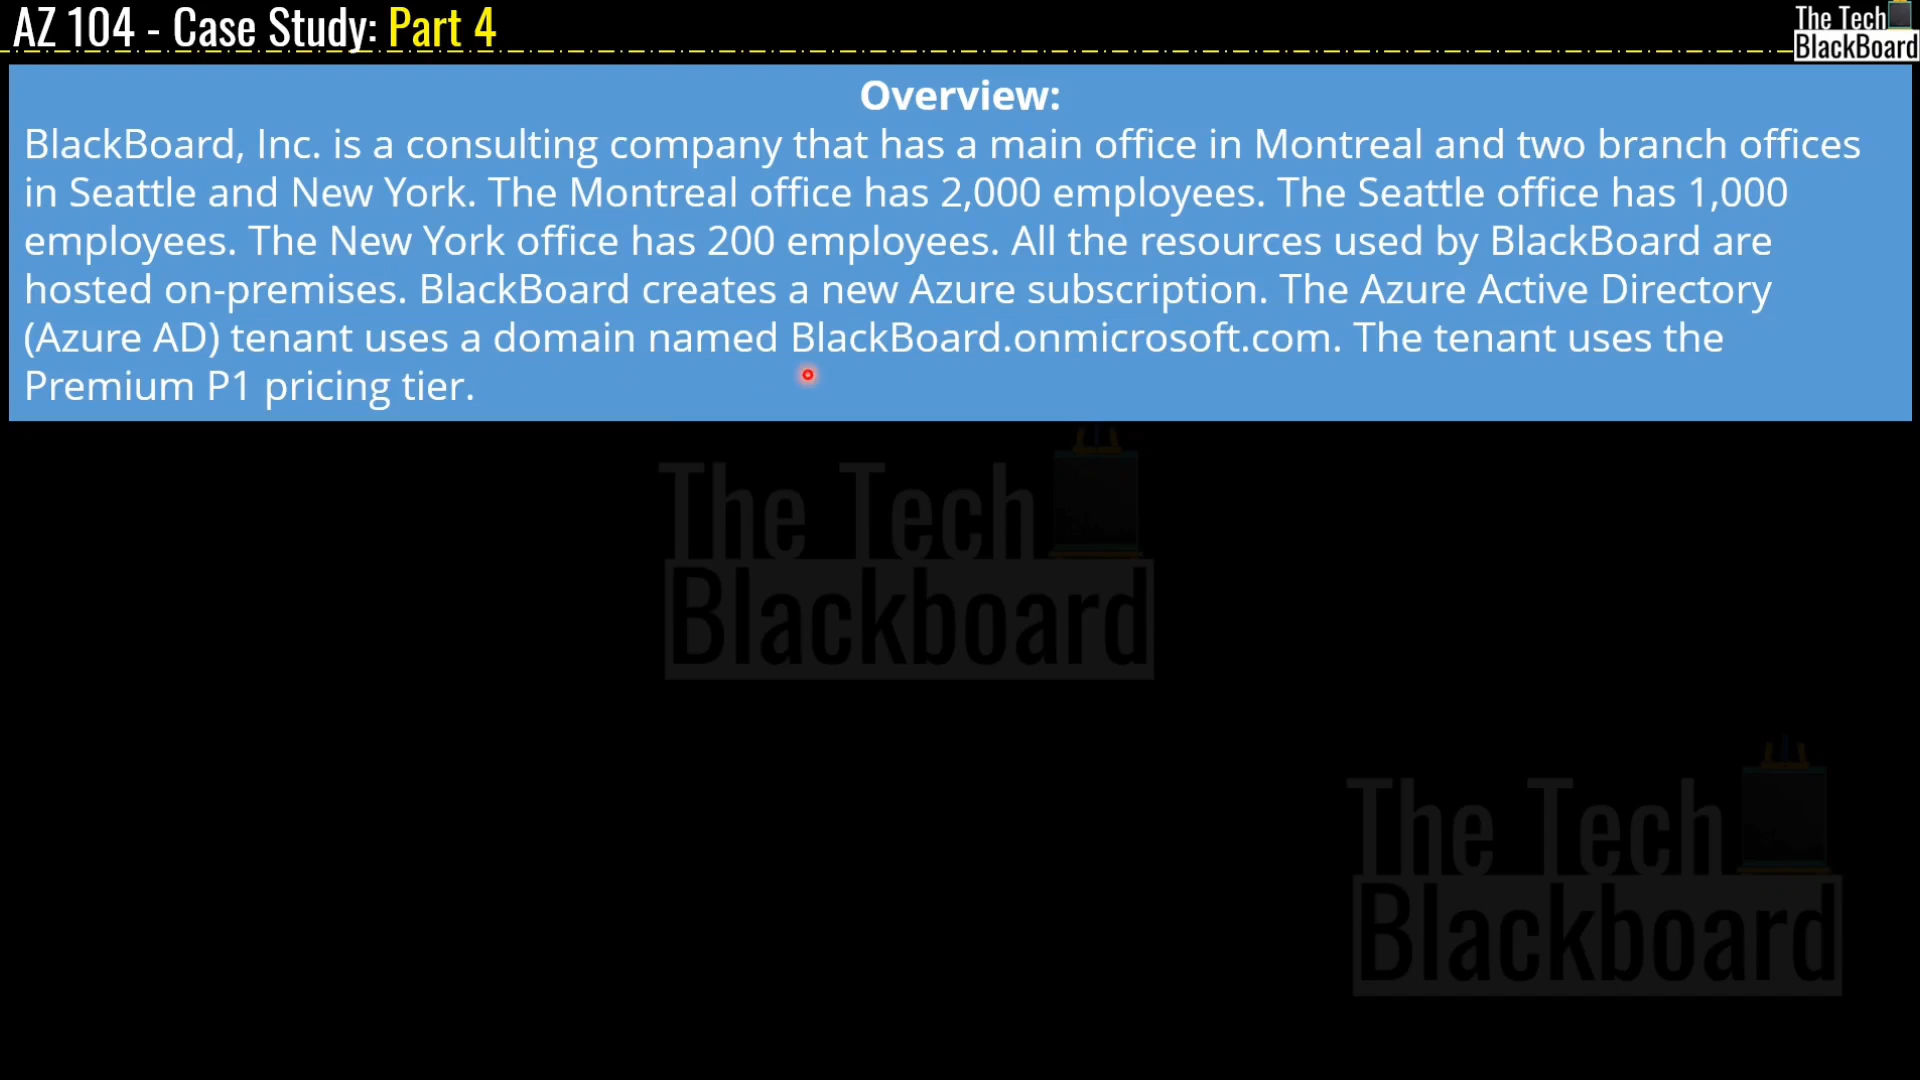 AZ 104 - Case Study: Part 4
The Tech
BlackBoard
Overview:
BlackBoard, Inc. is a consulting company that has a main office in Montreal and two branch offices
in Seattle and New York. The Montreal office has 2,000 employees. The Seattle office has 1,000
employees. The New York office has 200 employees. All the resources used by BlackBoard are
hosted on-premises. BlackBoard creates a new Azure subscription. The Azure Active Directory
(Azure AD) tenant uses a domain named BlackBoard.onmicrosoft.com. The tenant uses the
Premium P1 pricing tier.
The Tech
Blackboard
The Tech
Blackboard